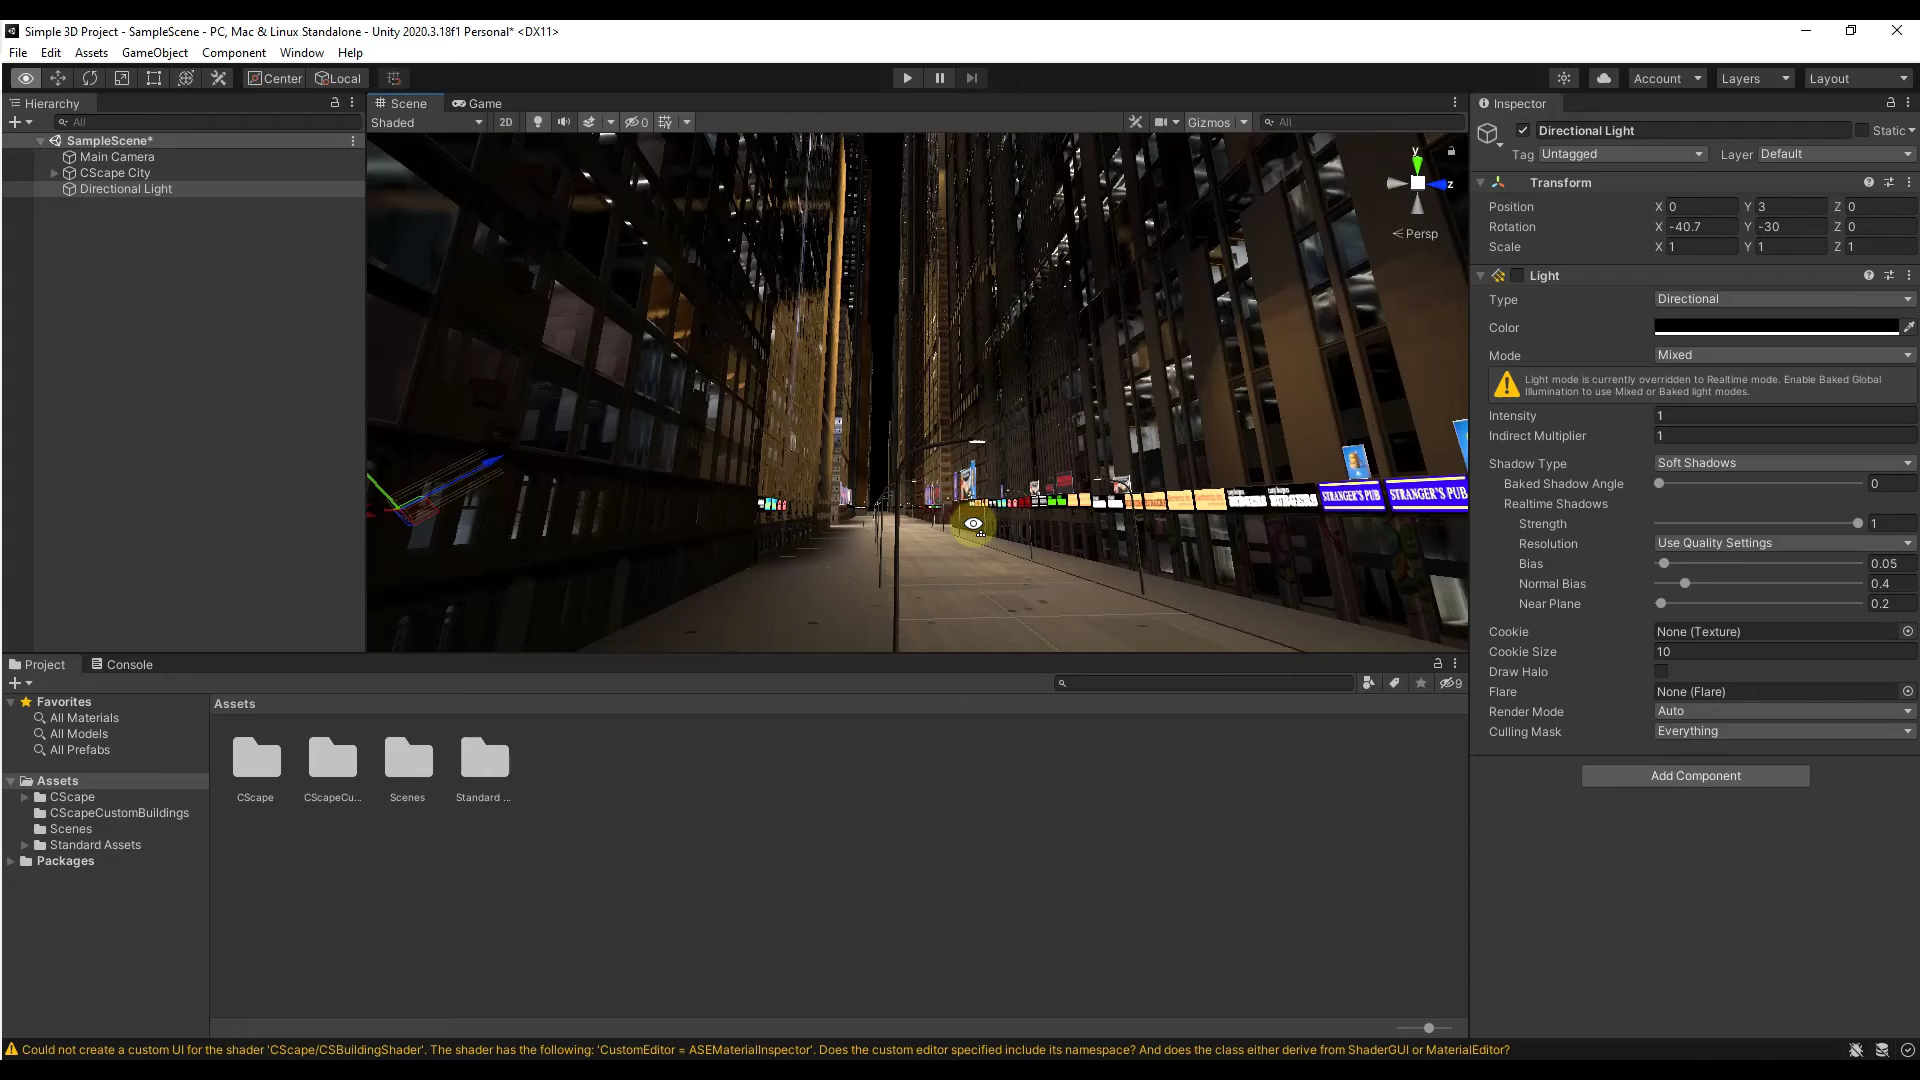 Simple 3D Project - SampleScene - PC, Mac & Linux Standalone - Unity 2020.3.18f1 Personal* <DX11>
File Edit Assets GameObject Component Window Help
Center Local Account Layers Layout
Hierarchy
All
SampleScene*
Main Camera
CScape City
Directional Light
Scene Game
Shaded 2D 0 Gizmos All
y
z
Persp
STRANGER'S PUB STRANGER'S PUB
Inspector
Directional Light Static
Tag Untagged Layer Default
Transform
Position X 0 Y 3 Z 0
Rotation X -40.7 Y -30 Z 0
Scale X 1 Y 1 Z 1
Light
Type Directional
Color
Mode Mixed
Light mode is currently overridden to Realtime mode. Enable Baked Global
Illumination to use Mixed or Baked light modes.
Intensity 1
Indirect Multiplier 1
Shadow Type Soft Shadows
Baked Shadow Angle 0
Realtime Shadows
Strength 1
Resolution Use Quality Settings
Bias 0.05
Normal Bias 0.4
Near Plane 0.2
Cookie None (Texture)
Cookie Size 10
Draw Halo
Flare None (Flare)
Render Mode Auto
Culling Mask Everything
Add Component
Project Console
9
Favorites
All Materials
All Models
All Prefabs
Assets
CScape
CScapeCustomBuildings
Scenes
Standard Assets
Packages
Assets
CScape CScapeCu... Scenes Standard ...
Could not create a custom UI for the shader 'CScape/CSBuildingShader'. The shader has the following: 'CustomEditor = ASEMaterialInspector'. Does the custom editor specified include its namespace? And does the class either derive from ShaderGUI or MaterialEditor?